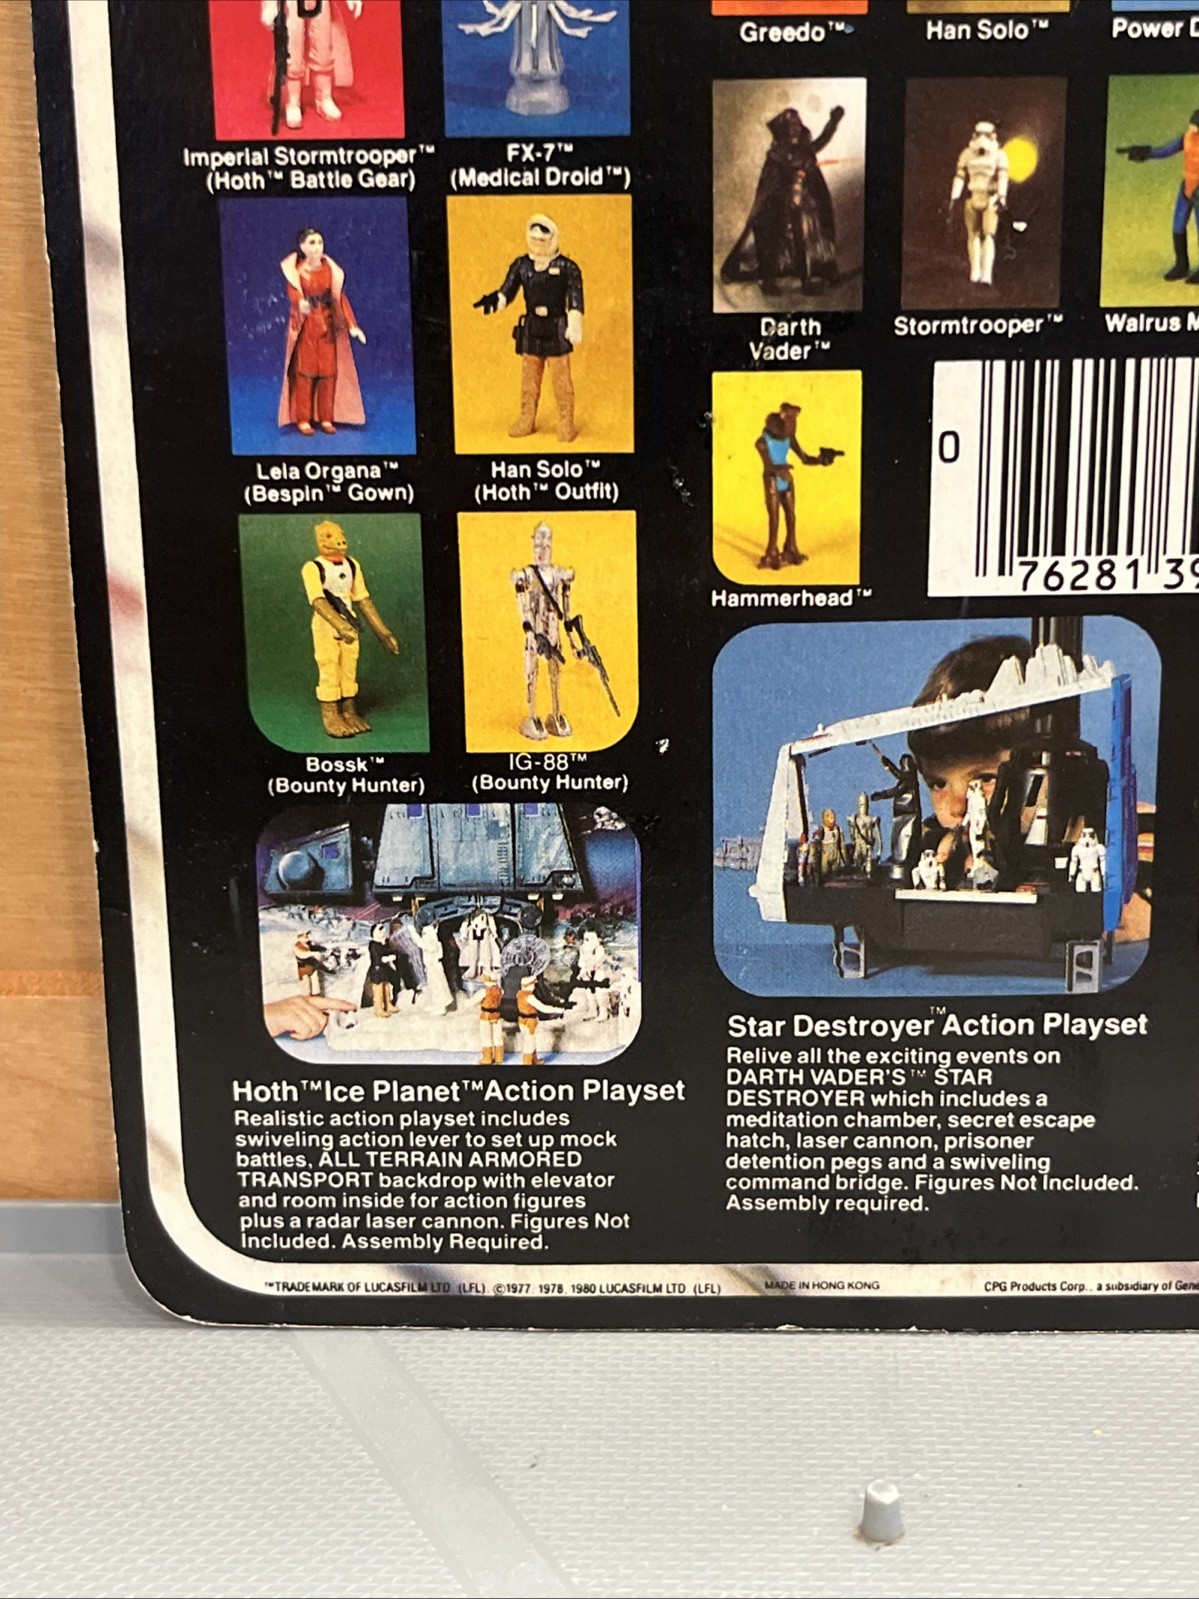 Greedo™
Han Solo™
Power
Imperial Stormtrooper™
(Hoth™ Battle Gear)
FX-7™
(Medical Droid™)
Darth
Vader™
Stormtrooper™
Walrus
Leia Organa™
(Bespin™ Gown)
Han Solo™
(Hoth™ Outfit)
0
76281 39
Hammerhead™
Bossk™
(Bounty Hunter)
IG-88™
(Bounty Hunter)
Hoth™ Ice Planet™ Action Playset
Realistic action playset includes
swiveling action lever to set up mock
battles, ALL TERRAIN ARMORED
TRANSPORT backdrop with elevator
and room inside for action figures
plus a radar laser cannon. Figures Not
Included. Assembly Required.
Star Destroyer™ Action Playset
Relive all the exciting events on
DARTH VADER'S™ STAR
DESTROYER which includes a
meditation chamber, secret escape
hatch, laser cannon, prisoner
detention pegs and a swiveling
command bridge. Figures Not Included.
Assembly required.
™TRADEMARK OF LUCASFILM LTD. (LFL). ©1977, 1978, 1980 LUCASFILM LTD. (LFL)
MADE IN HONG KONG
CPG Products Corp., a subsidiary of